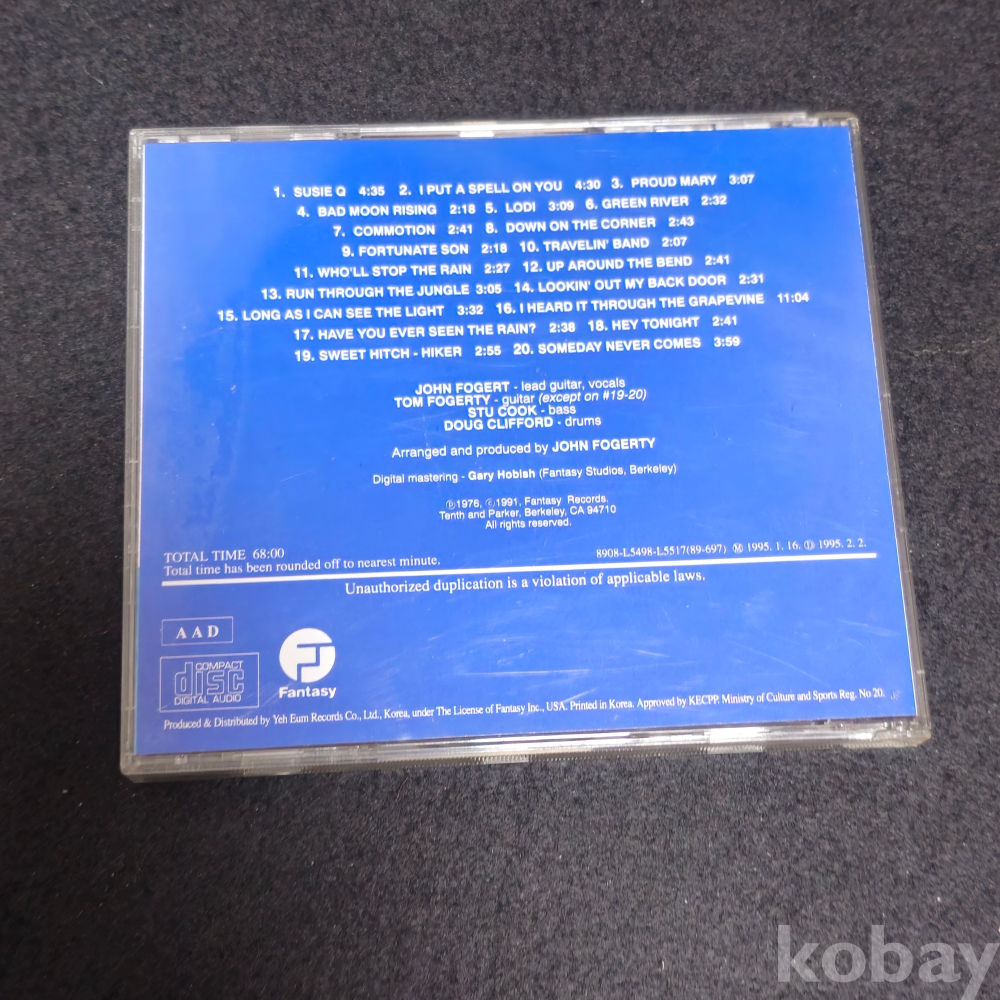 1. SUSIE Q 4:35 2. I PUT A SPELL ON YOU 4:30 3. PROUD MARY 3:07
4. BAD MOON RISING 2:18 5. LODI 3:09 6. GREEN RIVER 2:32
7. COMMOTION 2:41 8. DOWN ON THE CORNER 2:43
9. FORTUNATE SON 2:18 10. TRAVELIN' BAND 2:07
11. WHO'LL STOP THE RAIN 2:27 12. UP AROUND THE BEND 2:41
13. RUN THROUGH THE JUNGLE 3:05 14. LOOKIN' OUT MY BACK DOOR 2:31
15. LONG AS I CAN SEE THE LIGHT 3:32 16. I HEARD IT THROUGH THE GRAPEVINE 11:04
17. HAVE YOU EVER SEEN THE RAIN? 2:38 18. HEY TONIGHT 2:41
19. SWEET HITCH - HIKER 2:55 20. SOMEDAY NEVER COMES 3:59
JOHN FOGERT - lead guitar, vocals
TOM FOGERTY - guitar (except on #19-20)
STU COOK - bass
DOUG CLIFFORD - drums
Arranged and produced by JOHN FOGERTY
Digital mastering - Gary Hobish (Fantasy Studios, Berkeley)
℗1976, ©1991, Fantasy Records,
Tenth and Parker, Berkeley, CA 94710
All rights reserved.
TOTAL TIME 68:00
Total time has been rounded off to nearest minute.
8908-L5498-L5517(89-697) Ⓜ 1995. 1. 16. Ⓓ 1995. 2. 2.
Unauthorized duplication is a violation of applicable laws.
AAD
COMPACT
disc
DIGITAL AUDIO
Fantasy
Produced & Distributed by Yeh Eum Records Co., Ltd., Korea, under The License of Fantasy Inc., USA. Printed in Korea. Approved by KECPP. Ministry of Culture and Sports Reg. No 20.
kobay